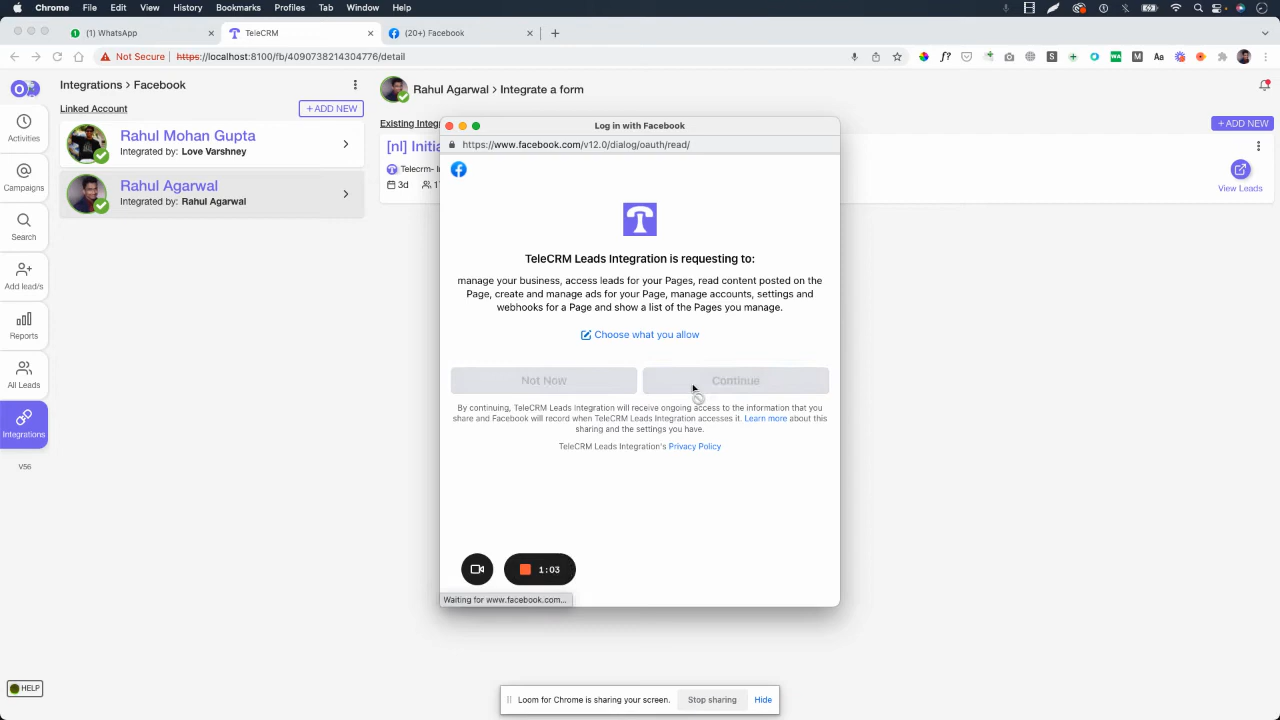 Chrome File Edit View History Bookmarks Profiles Tab Window Help
(1) WhatsApp
TeleCRM
(20+) Facebook
Not Secure https://localhost:8100/fb/4090738214304776/detail
Integrations > Facebook
Linked Account
+ ADD NEW
Rahul Mohan Gupta
Integrated by: Love Varshney
Rahul Agarwal
Integrated by: Rahul Agarwal
Activities
Campaigns
Search
Add lead/s
Reports
All Leads
Integrations
V56
HELP
Rahul Agarwal > Integrate a form
Existing Integ
+ ADD NEW
[nl] Initia
Telecrm- I
3d
View Leads
Log in with Facebook
https://www.facebook.com/v12.0/dialog/oauth/read/
TeleCRM Leads Integration is requesting to:
manage your business, access leads for your Pages, read content posted on the
Page, create and manage ads for your Page, manage accounts, settings and
webhooks for a Page and show a list of the Pages you manage.
Choose what you allow
Not Now
Continue
By continuing, TeleCRM Leads Integration will receive ongoing access to the information that you
share and Facebook will record when TeleCRM Leads Integration accesses it. Learn more about this
sharing and the settings you have.
TeleCRM Leads Integration's Privacy Policy
1:03
Waiting for www.facebook.com...
Loom for Chrome is sharing your screen.
Stop sharing
Hide